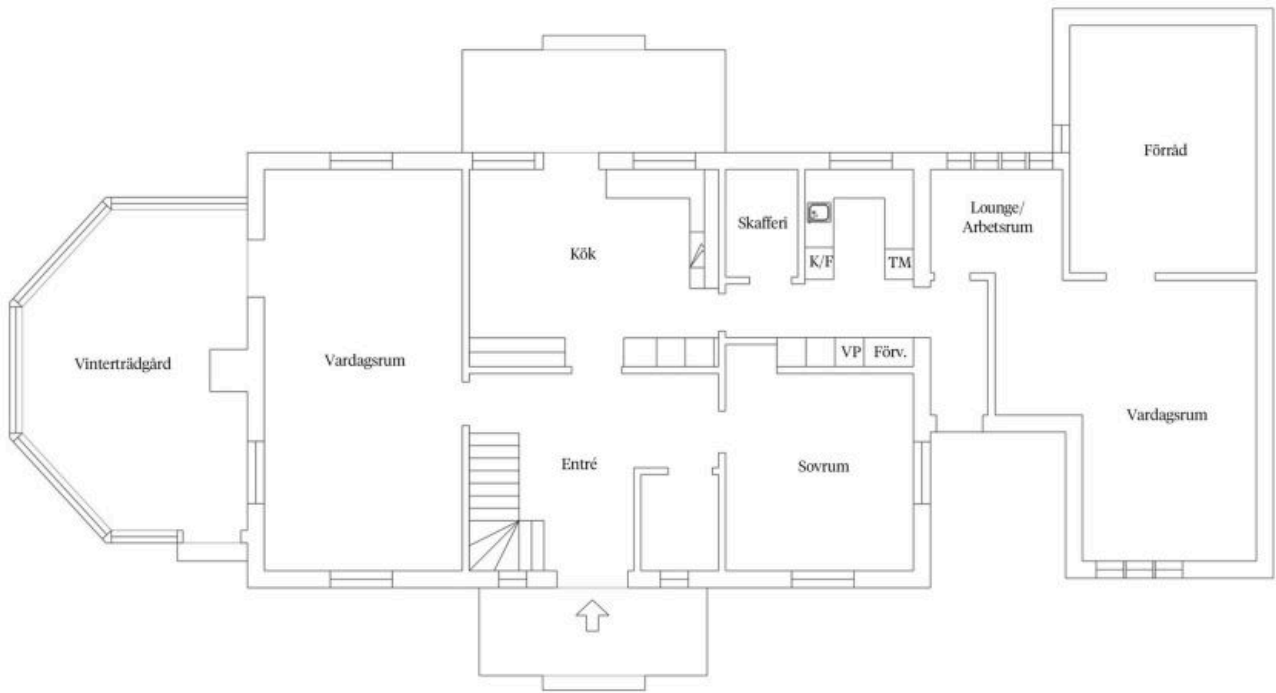 Förråd
Lounge/
Arbetsrum
Skafferi
Kök
K/F
TM
Vinterträdgård
Vardagsrum
VP
Förv.
Vardagsrum
Entré
Sovrum